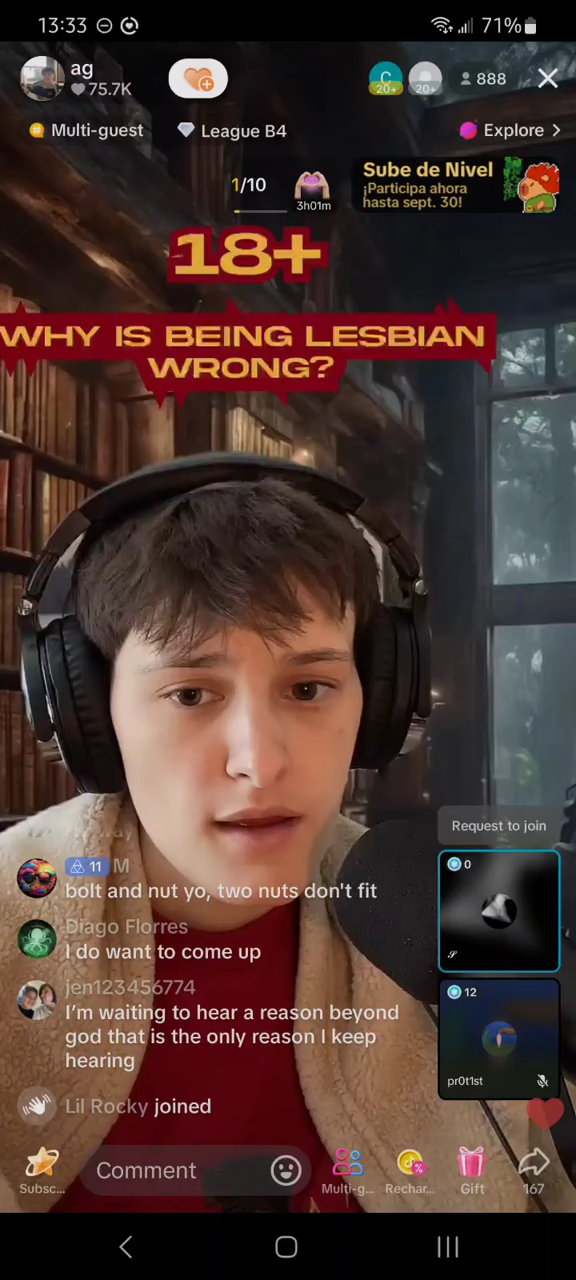 13:33
71%
ag
75.7K
C
20+
20+
888
Multi-guest
League B4
Explore >
1/10
3h01m
Sube de Nivel
¡Participa ahora
hasta sept. 30!
18+
WHY IS BEING LESBIAN
WRONG?
Request to join
11 M
bolt and nut yo, two nuts don't fit
0
Diago Florres
I do want to come up
jen123456774
I'm waiting to hear a reason beyond
god that is the only reason I keep
hearing
12
pr0t1st
Lil Rocky joined
Comment
Subsc...
Multi-g...
Rechar...
Gift
167